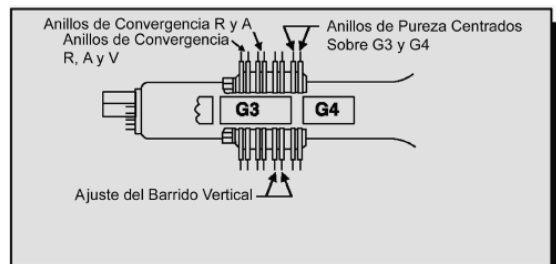 Anillos de Convergencia R y A
Anillos de Convergencia
R, A y V
Anillos de Pureza Centrados
Sobre G3 y G4
G3
G4
Ajuste del Barrido Vertical